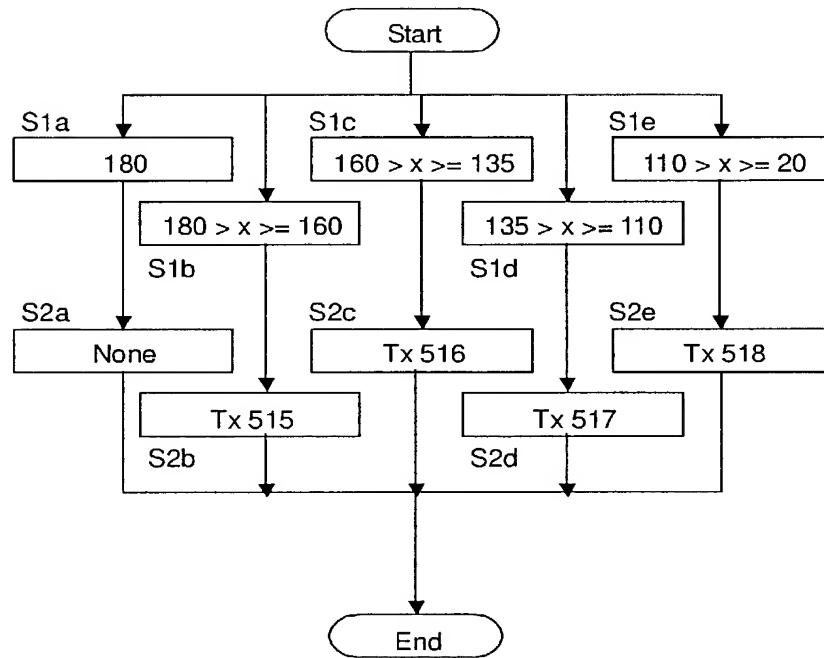 Start
S1a
S1c
S1e
180
160 > x >= 135
110 > x >= 20
180 > x >= 160
135 > x >= 110
S1b
S1d
S2a
S2c
S2e
None
Tx 516
Tx 518
Tx 515
Tx 517
S2b
S2d
End